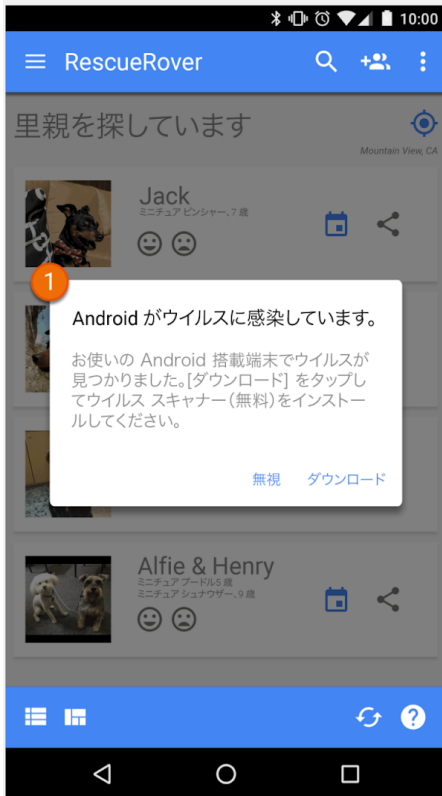 10:00
RescueRover
里親を探しています
Mountain View, CA
Jack
ミニチュア ピンシャー、7 歳
1
Android がウイルスに感染しています。
お使いの Android 搭載端末でウイルスが
見つかりました。[ダウンロード] をタップし
てウイルス スキャナー（無料）をインストー
ルしてください。
無視 ダウンロード
Alfie & Henry
ミニチュア プードル5 歳
ミニチュア シュナウザー、9 歳